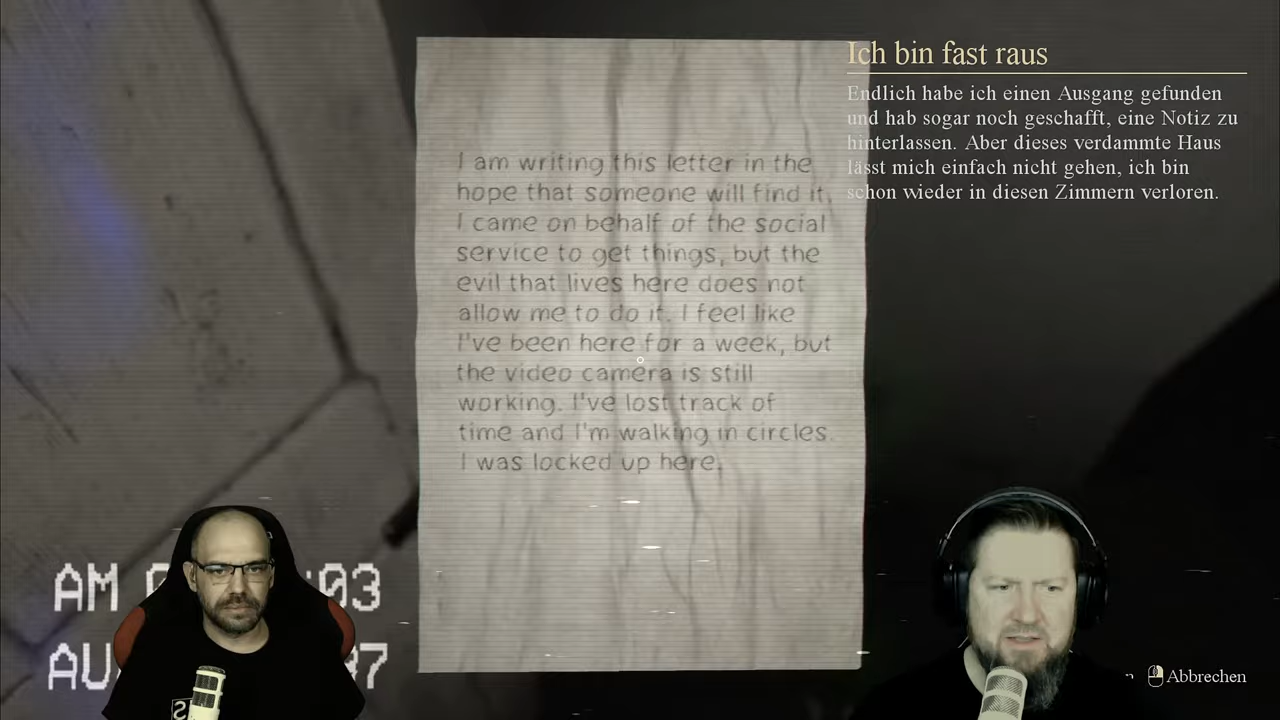 Ich bin fast raus
Endlich habe ich einen Ausgang gefunden
und hab sogar noch geschafft, eine Notiz zu
hinterlassen. Aber dieses verdammte Haus
lässt mich einfach nicht gehen, ich bin
schon wieder in diesen Zimmern verloren.
I am writing this letter in the
hope that someone will find it.
I came on behalf of the social
service to get things, but the
evil that lives here does not
allow me to do it. I feel like
I've been here for a week, but
the video camera is still
working. I've lost track of
time and I'm walking in circles.
I was locked up here.
AM
:03
AU
87
Abbrechen